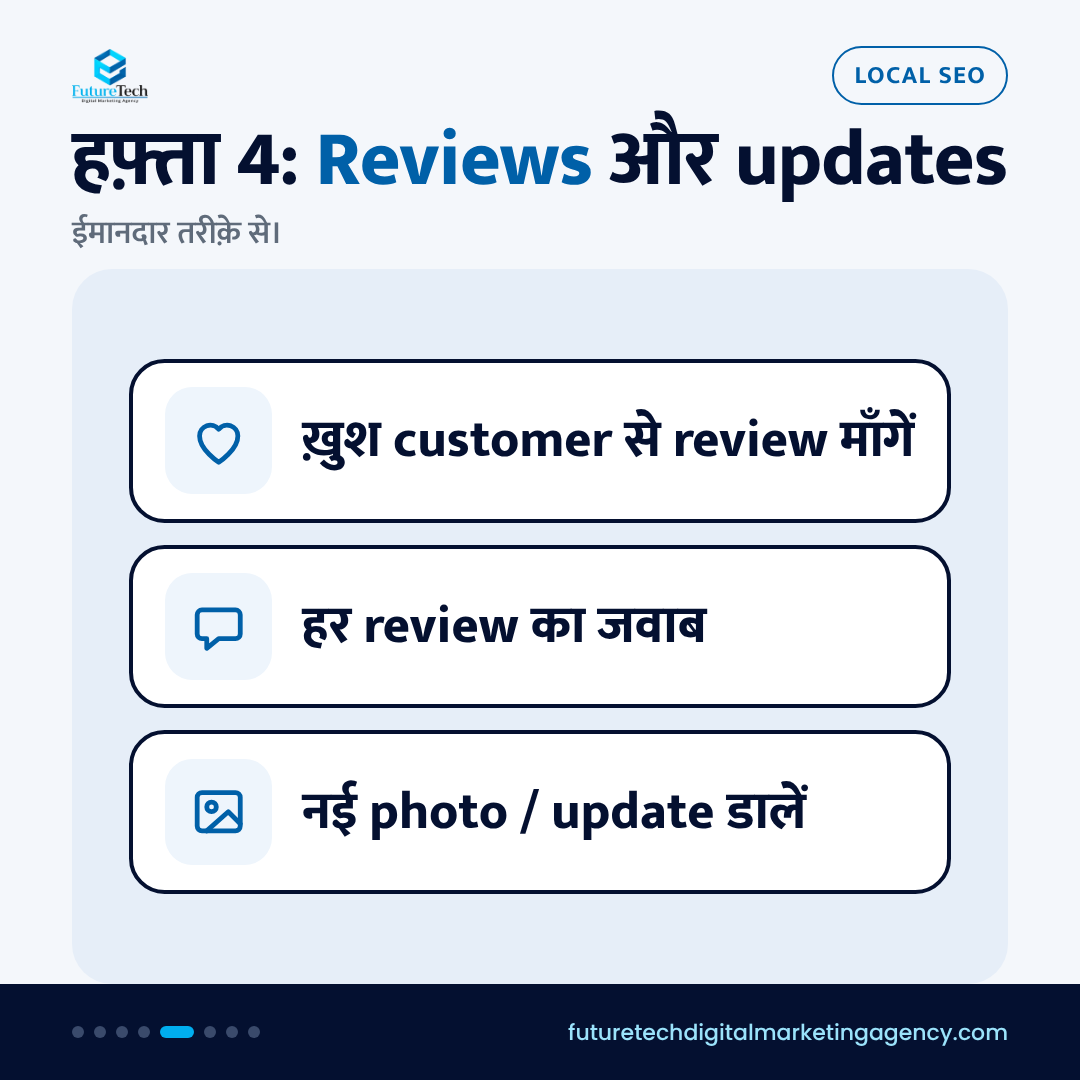 FutureTech
Digital Marketing Agency
LOCAL SEO
हफ़्ता 4: Reviews और updates
ईमानदार तरीक़े से।
ख़ुश customer से review माँगें
हर review का जवाब
नई photo / update डालें
futuretechdigitalmarketingagency.com